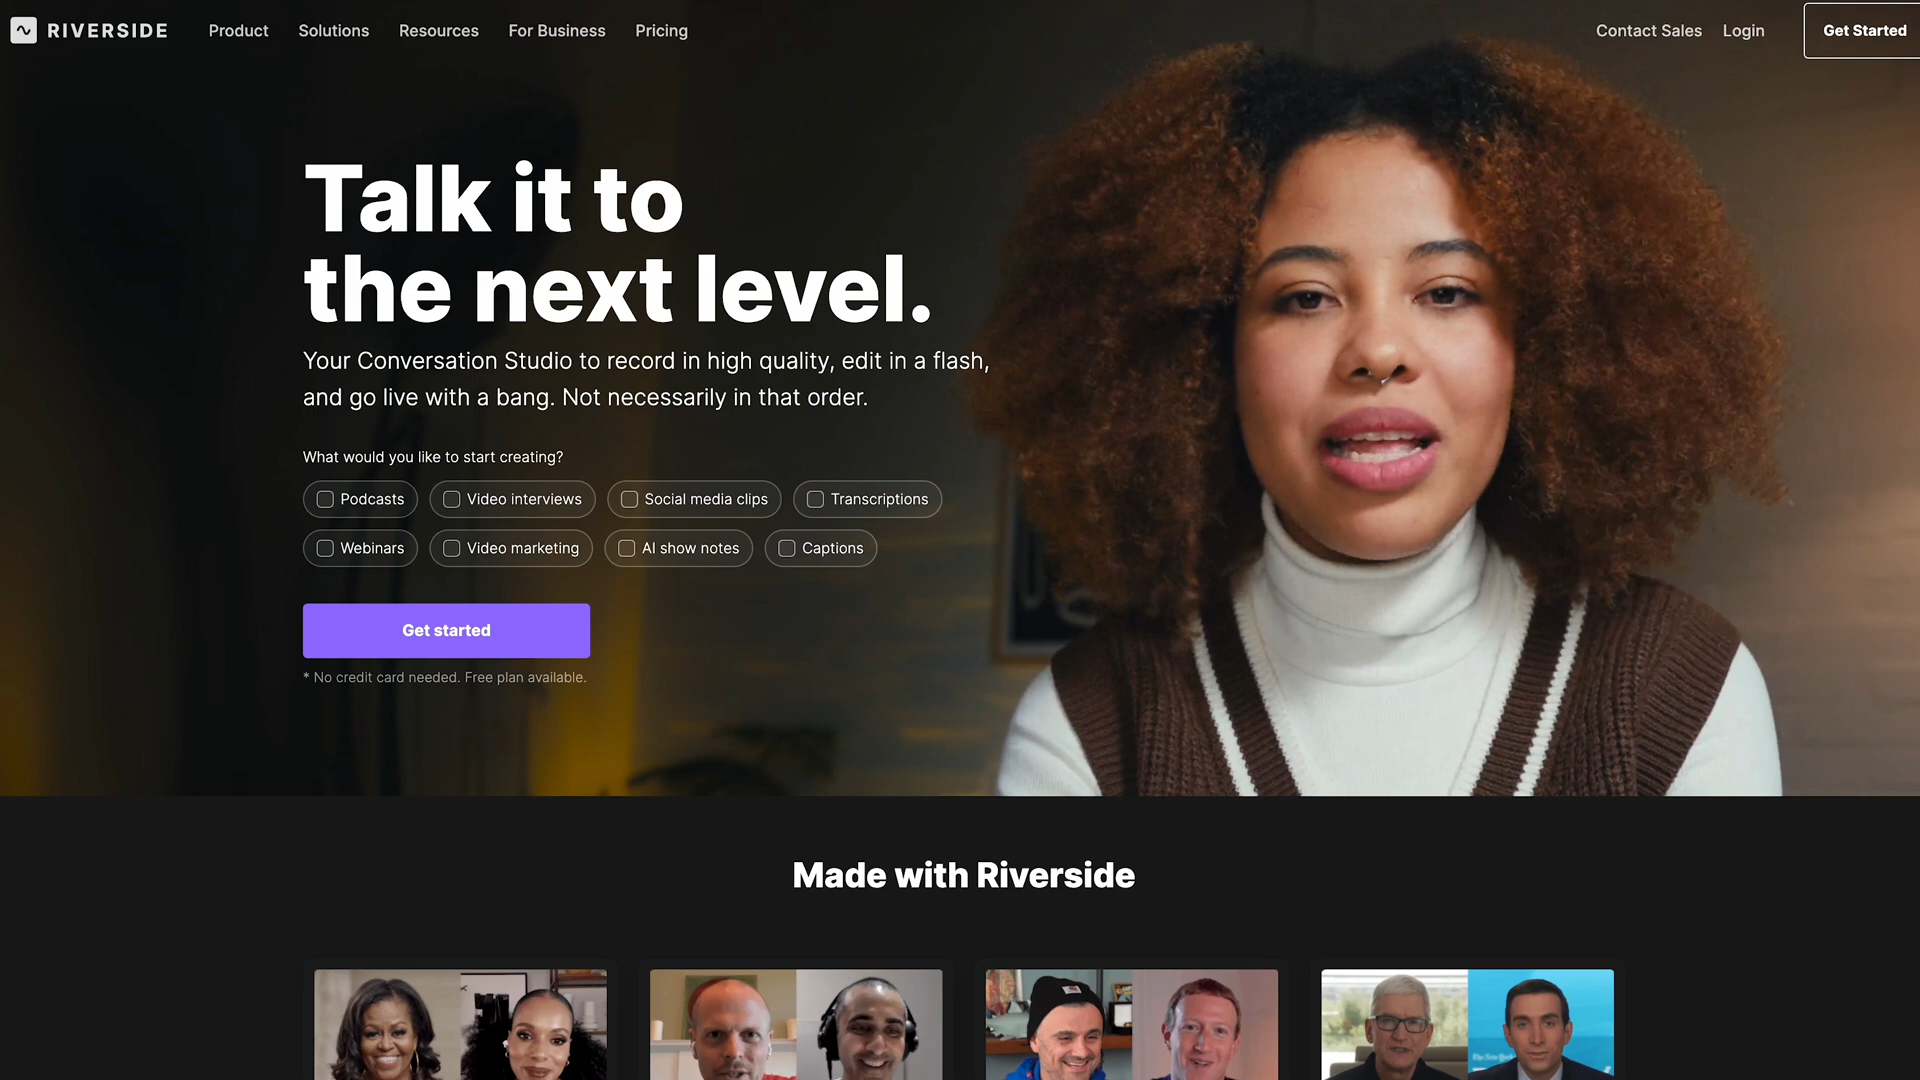 RIVERSIDE
Product
Solutions
Resources
For Business
Pricing
Contact Sales
Login
Get Started
Talk it to
the next level.
Your Conversation Studio to record in high quality, edit in a flash,
and go live with a bang. Not necessarily in that order.
What would you like to start creating?
Podcasts
Video interviews
Social media clips
Transcriptions
Webinars
Video marketing
AI show notes
Captions
Get started
* No credit card needed. Free plan available.
Made with Riverside